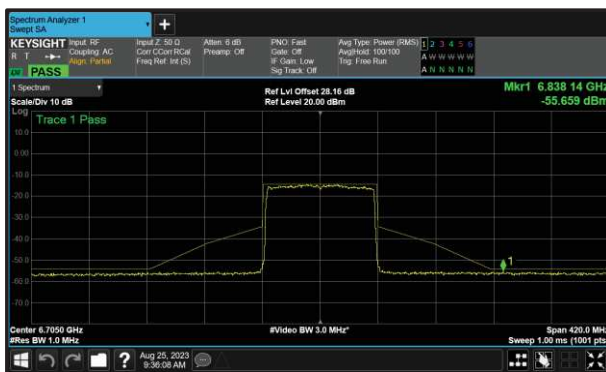 Spectrum Analyzer 1
Swept SA
KEYSIGHT
R T
PASS
Input: RF
Coupling: AC
Align: Partial
Input Z: 50 Ω
Corr CCorr RCal
Freq Ref: Int (S)
Atten: 6 dB
Preamp: Off
PNO: Fast
Gate: Off
IF Gain: Low
Sig Track: Off
Avg Type: Power (RMS)
Avg|Hold: 100/100
Trig: Free Run
1 2 3 4 5 6
A W W W W W
A N N N N N
1 Spectrum
Scale/Div 10 dB
Ref Lvl Offset 28.16 dB
Ref Level 20.00 dBm
Mkr1 6.838 14 GHz
-55.659 dBm
Log
Trace 1 Pass
10.0
0.00
-10.0
-20.0
-30.0
-40.0
-50.0
-60.0
-70.0
1
Center 6.7050 GHz
#Res BW 1.0 MHz
#Video BW 3.0 MHz*
Span 420.0 MHz
Sweep 1.00 ms (1001 pts)
?
Aug 25, 2023
9:36:08 AM